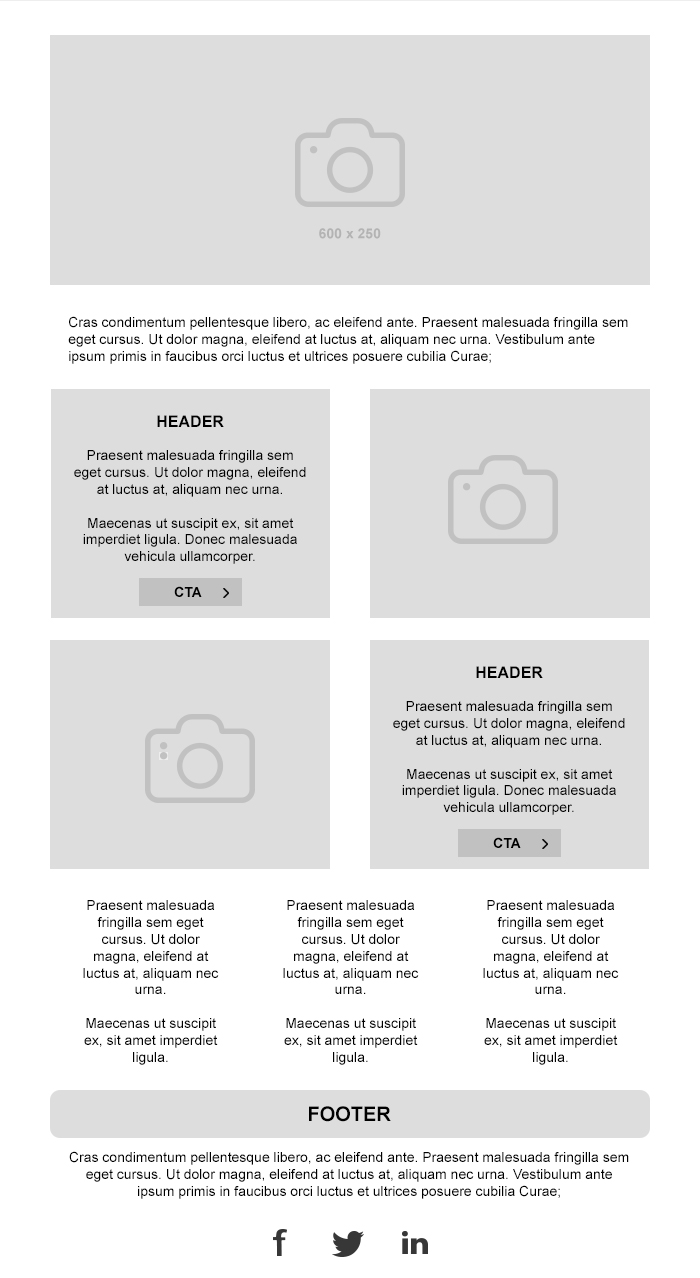 600 x 250
Cras condimentum pellentesque libero, ac eleifend ante. Praesent malesuada fringilla sem
eget cursus. Ut dolor magna, eleifend at luctus at, aliquam nec urna. Vestibulum ante
ipsum primis in faucibus orci luctus et ultrices posuere cubilia Curae;
HEADER
Praesent malesuada fringilla sem
eget cursus. Ut dolor magna, eleifend
at luctus at, aliquam nec urna.
Maecenas ut suscipit ex, sit amet
imperdiet ligula. Donec malesuada
vehicula ullamcorper.
CTA
HEADER
Praesent malesuada fringilla sem
eget cursus. Ut dolor magna, eleifend
at luctus at, aliquam nec urna.
Maecenas ut suscipit ex, sit amet
imperdiet ligula. Donec malesuada
vehicula ullamcorper.
CTA
Praesent malesuada
fringilla sem eget
cursus. Ut dolor
magna, eleifend at
luctus at, aliquam nec
urna.
Maecenas ut suscipit
ex, sit amet imperdiet
ligula.
Praesent malesuada
fringilla sem eget
cursus. Ut dolor
magna, eleifend at
luctus at, aliquam nec
urna.
Maecenas ut suscipit
ex, sit amet imperdiet
ligula.
Praesent malesuada
fringilla sem eget
cursus. Ut dolor
magna, eleifend at
luctus at, aliquam nec
urna.
Maecenas ut suscipit
ex, sit amet imperdiet
ligula.
FOOTER
Cras condimentum pellentesque libero, ac eleifend ante. Praesent malesuada fringilla sem
eget cursus. Ut dolor magna, eleifend at luctus at, aliquam nec urna. Vestibulum ante
ipsum primis in faucibus orci luctus et ultrices posuere cubilia Curae;
f in